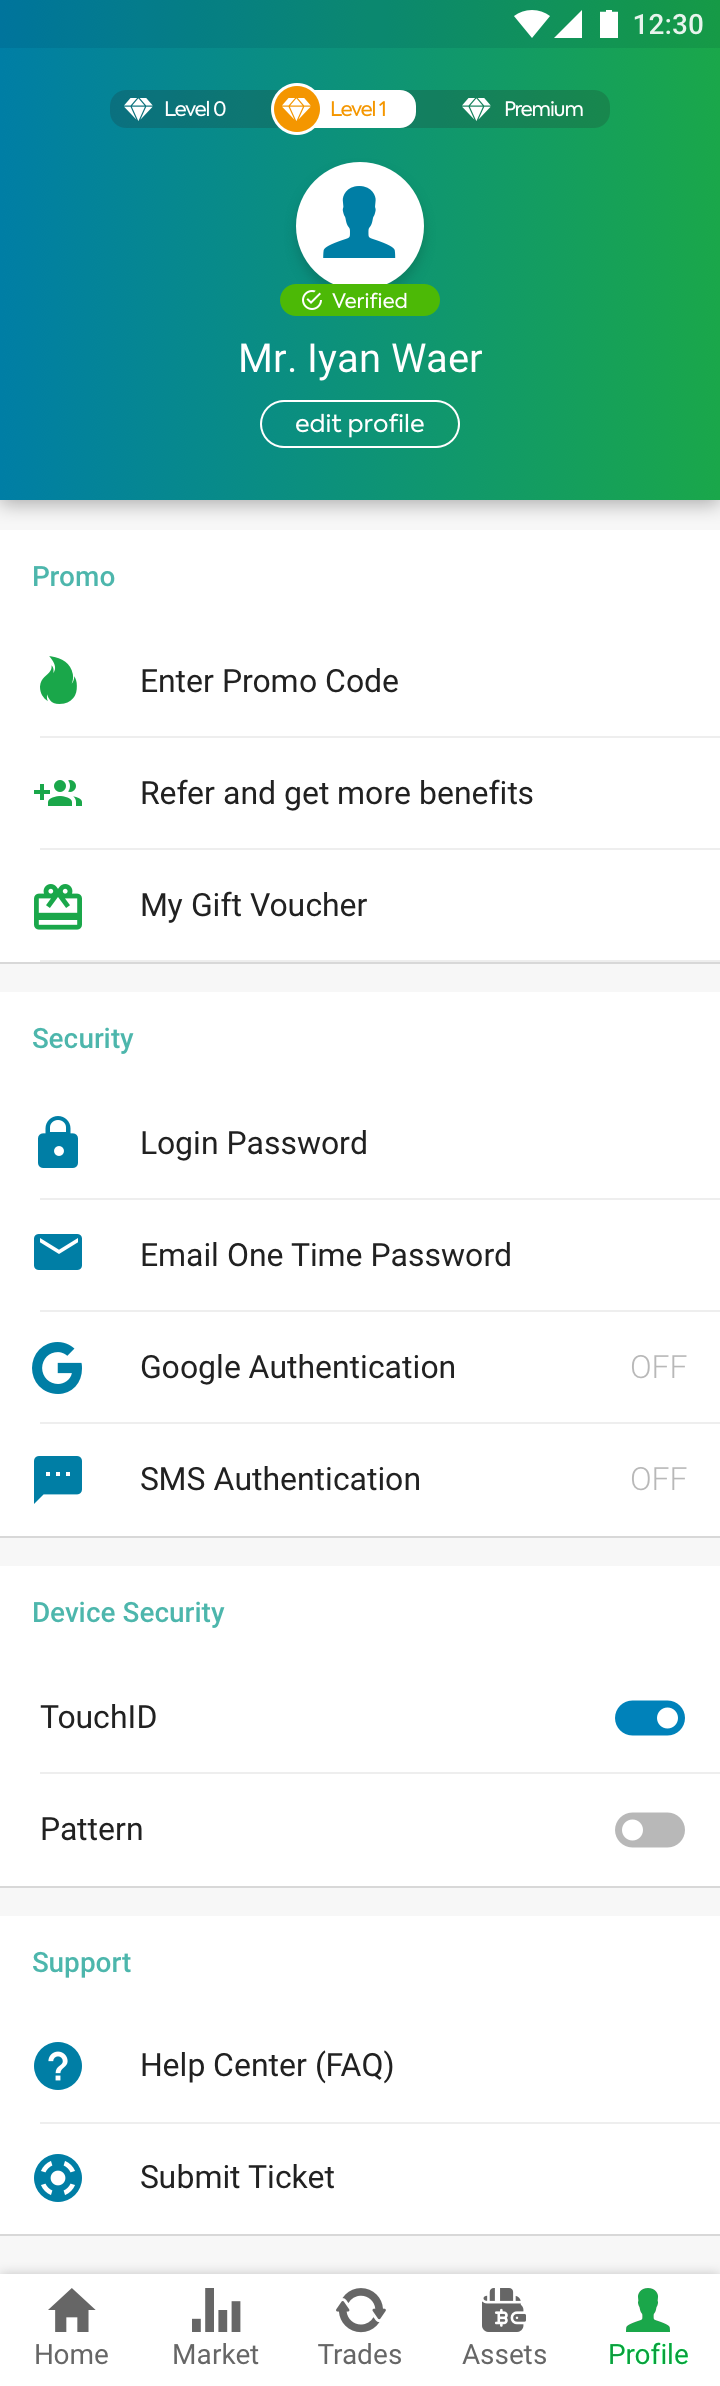 12:30
Level 0
Level 1
Premium
Verified
Mr. Iyan Waer
edit profile
Promo
Enter Promo Code
Refer and get more benefits
My Gift Voucher
Security
Login Password
Email One Time Password
Google Authentication OFF
SMS Authentication OFF
Device Security
TouchID
Pattern
Support
Help Center (FAQ)
Submit Ticket
Home Market Trades Assets Profile